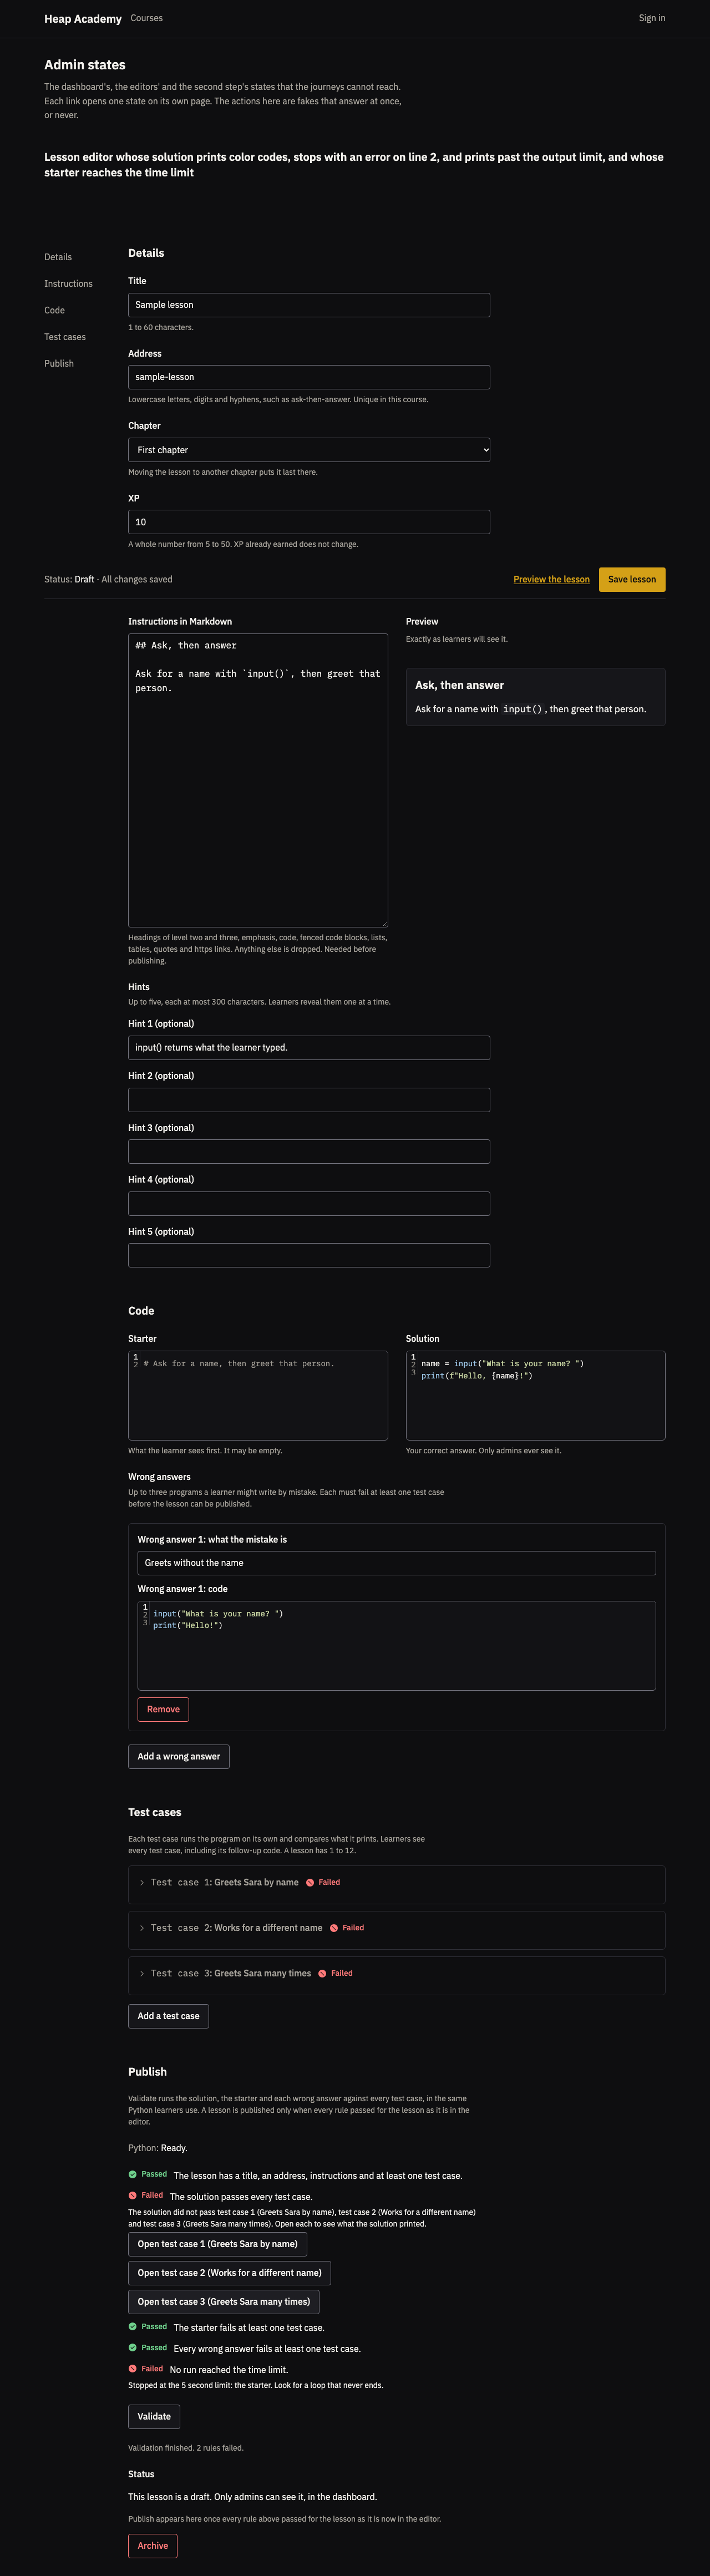 Heap Academy
Courses
Sign in
Admin states
The dashboard's, the editors' and the second step's states that the journeys cannot reach.
Each link opens one state on its own page. The actions here are fakes that answer at once,
or never.
Lesson editor whose solution prints color codes, stops with an error on line 2, and prints past the output limit, and whose
starter reaches the time limit
Details
Instructions
Code
Test cases
Publish
Details
Title
Sample lesson
1 to 60 characters.
Address
sample-lesson
Lowercase letters, digits and hyphens, such as ask-then-answer. Unique in this course.
Chapter
First chapter
Moving the lesson to another chapter puts it last there.
XP
10
A whole number from 5 to 50. XP already earned does not change.
Status: Draft · All changes saved
Preview the lesson
Save lesson
Instructions in Markdown
## Ask, then answer
Ask for a name with `input()`, then greet that
person.
Headings of level two and three, emphasis, code, fenced code blocks, lists,
tables, quotes and https links. Anything else is dropped. Needed before
publishing.
Preview
Exactly as learners will see it.
Ask, then answer
Ask for a name with input(), then greet that person.
Hints
Up to five, each at most 300 characters. Learners reveal them one at a time.
Hint 1 (optional)
input() returns what the learner typed.
Hint 2 (optional)
Hint 3 (optional)
Hint 4 (optional)
Hint 5 (optional)
Code
Starter
1
2
# Ask for a name, then greet that person.
What the learner sees first. It may be empty.
Solution
1
2
3
name = input("What is your name? ")
print(f"Hello, {name}!")
Your correct answer. Only admins ever see it.
Wrong answers
Up to three programs a learner might write by mistake. Each must fail at least one test case
before the lesson can be published.
Wrong answer 1: what the mistake is
Greets without the name
Wrong answer 1: code
1
2
3
input("What is your name? ")
print("Hello!")
Remove
Add a wrong answer
Test cases
Each test case runs the program on its own and compares what it prints. Learners see
every test case, including its follow-up code. A lesson has 1 to 12.
Test case 1: Greets Sara by name Failed
Test case 2: Works for a different name Failed
Test case 3: Greets Sara many times Failed
Add a test case
Publish
Validate runs the solution, the starter and each wrong answer against every test case, in the same
Python learners use. A lesson is published only when every rule passed for the lesson as it is in the
editor.
Python: Ready.
Passed The lesson has a title, an address, instructions and at least one test case.
Failed The solution passes every test case.
The solution did not pass test case 1 (Greets Sara by name), test case 2 (Works for a different name)
and test case 3 (Greets Sara many times). Open each to see what the solution printed.
Open test case 1 (Greets Sara by name)
Open test case 2 (Works for a different name)
Open test case 3 (Greets Sara many times)
Passed The starter fails at least one test case.
Passed Every wrong answer fails at least one test case.
Failed No run reached the time limit.
Stopped at the 5 second limit: the starter. Look for a loop that never ends.
Validate
Validation finished. 2 rules failed.
Status
This lesson is a draft. Only admins can see it, in the dashboard.
Publish appears here once every rule above passed for the lesson as it is now in the editor.
Archive